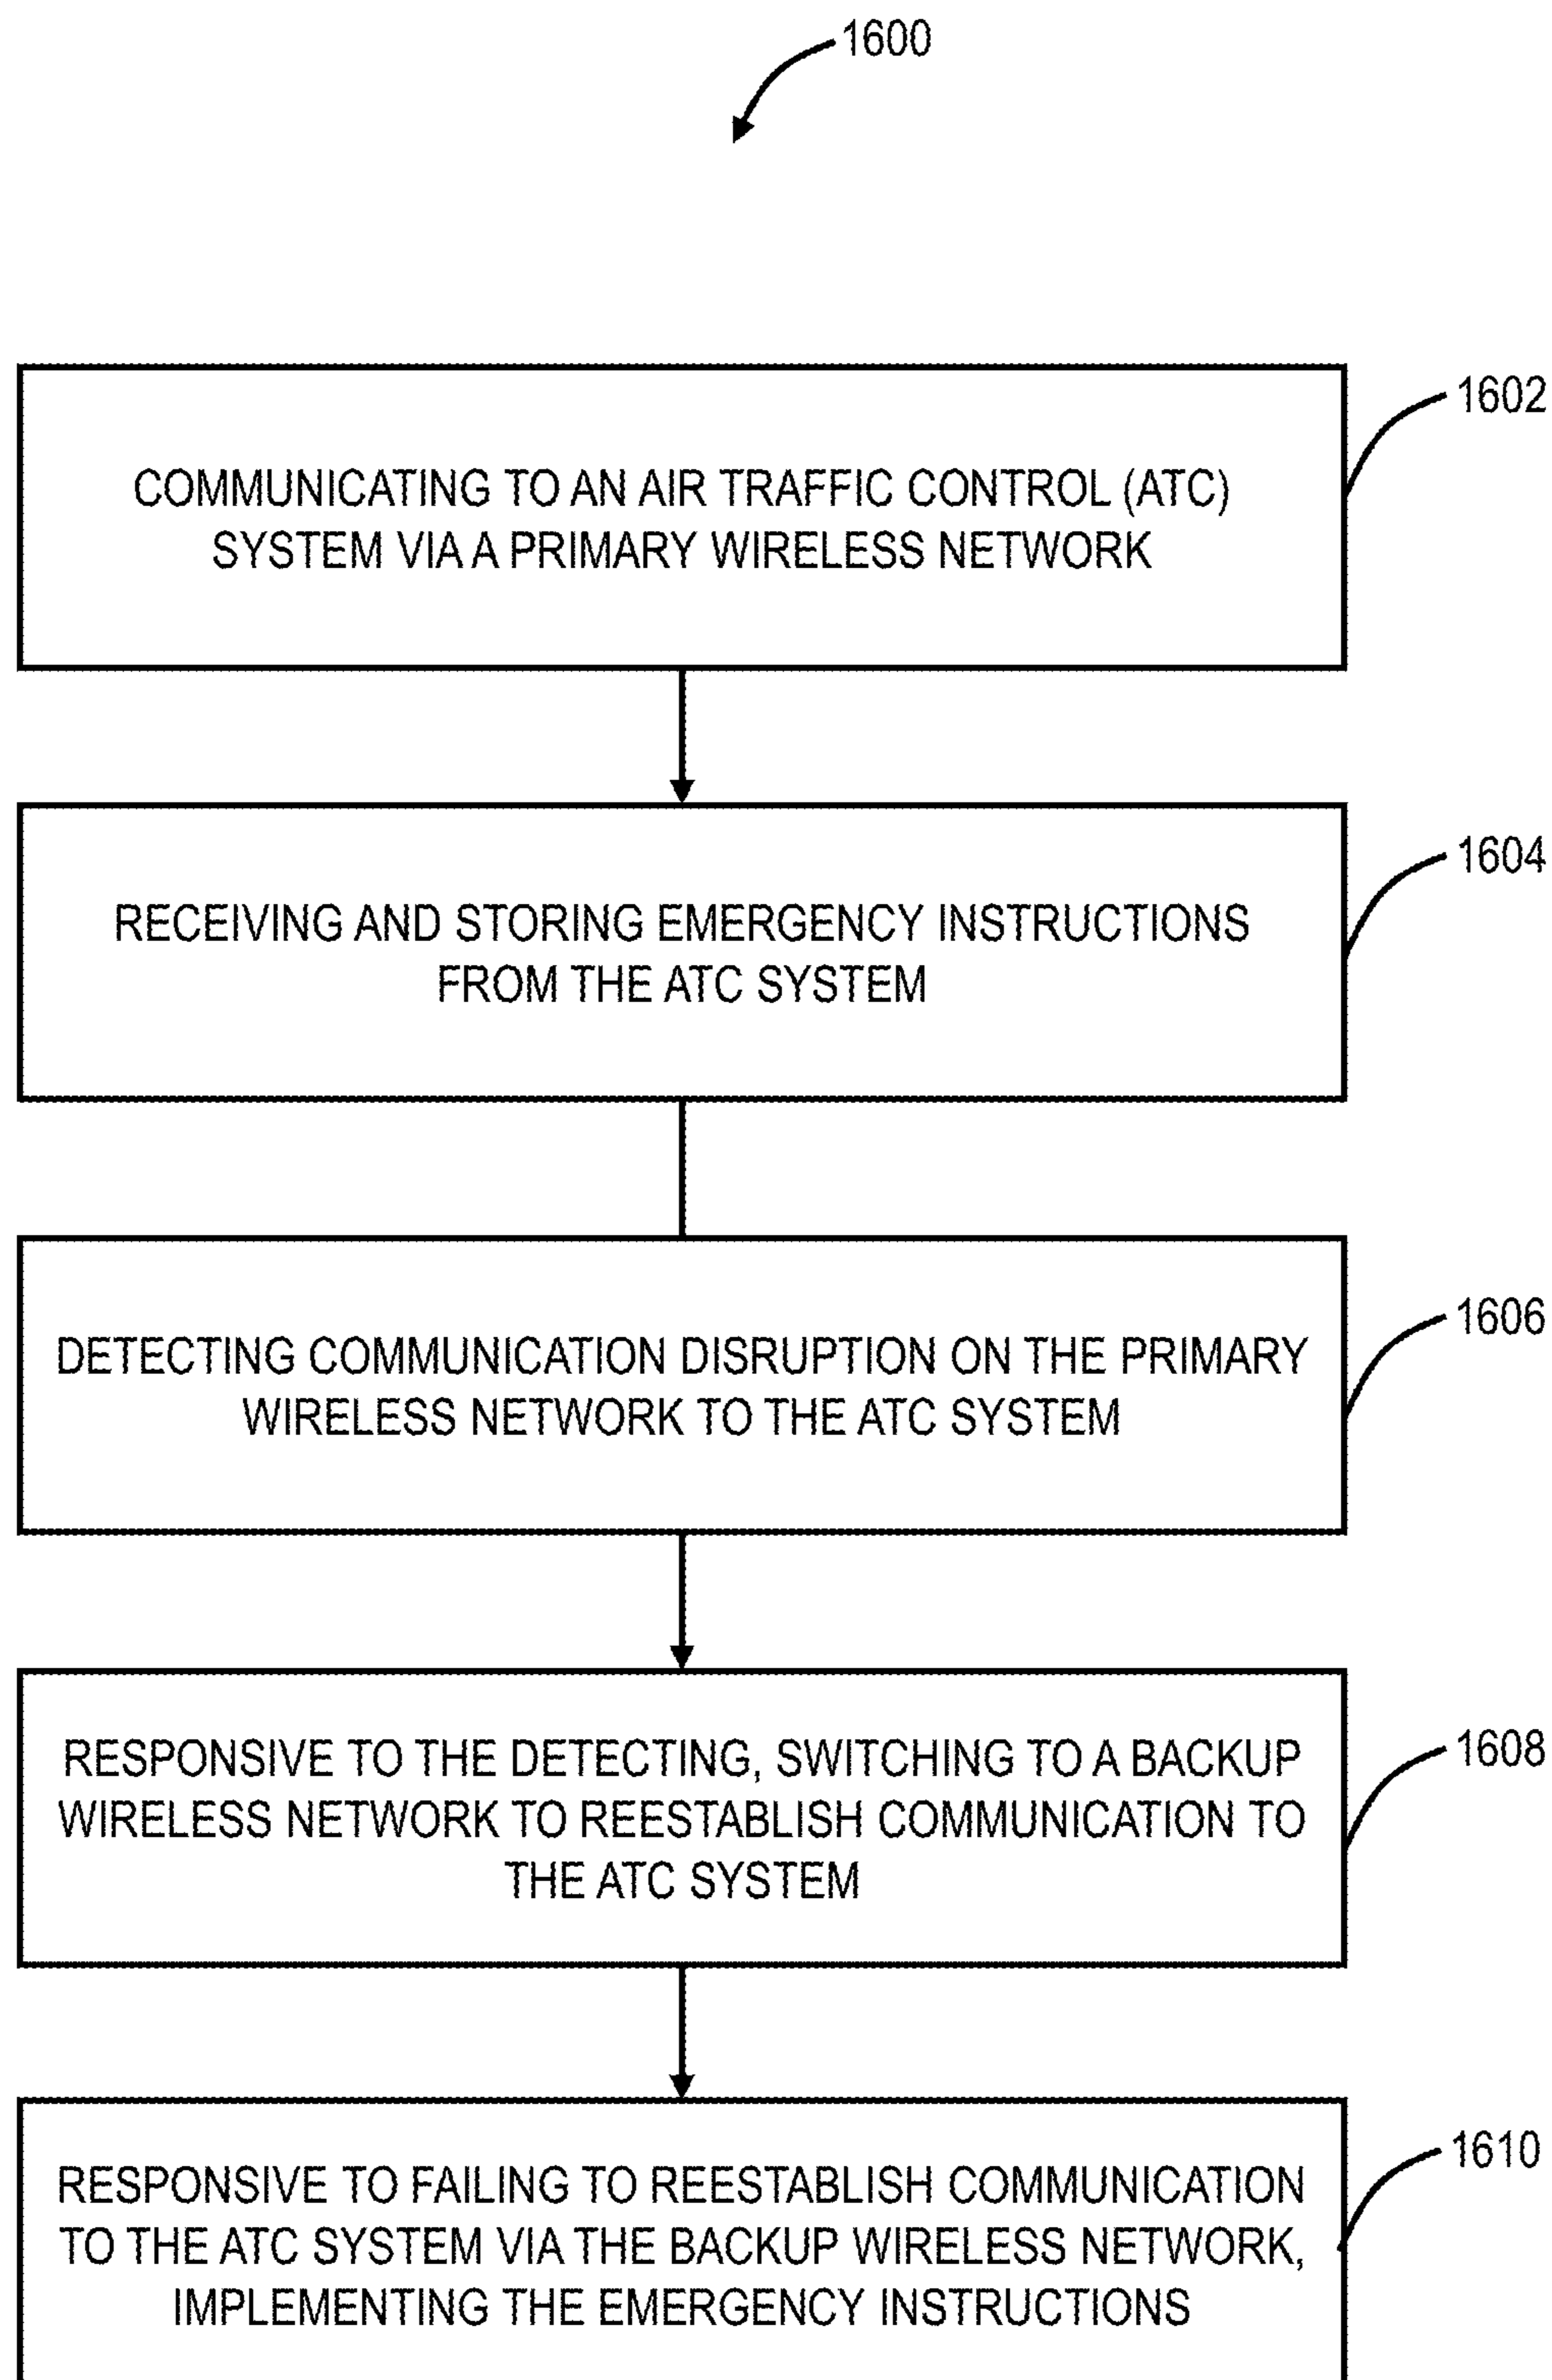 1600
1602
COMMUNICATING TO AN AIR TRAFFIC CONTROL (ATC)
SYSTEM VIA A PRIMARY WIRELESS NETWORK
1604
RECEIVING AND STORING EMERGENCY INSTRUCTIONS
FROM THE ATC SYSTEM
1606
DETECTING COMMUNICATION DISRUPTION ON THE PRIMARY
WIRELESS NETWORK TO THE ATC SYSTEM
1608
RESPONSIVE TO THE DETECTING, SWITCHING TO A BACKUP
WIRELESS NETWORK TO REESTABLISH COMMUNICATION TO
THE ATC SYSTEM
1610
RESPONSIVE TO FAILING TO REESTABLISH COMMUNICATION
TO THE ATC SYSTEM VIA THE BACKUP WIRELESS NETWORK,
IMPLEMENTING THE EMERGENCY INSTRUCTIONS